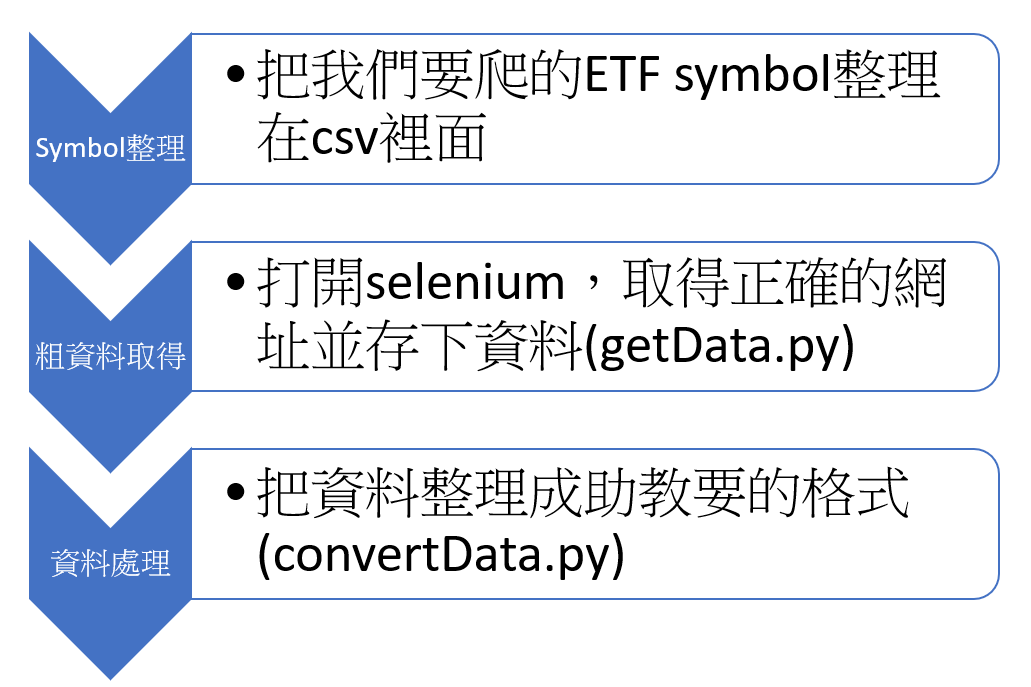 Symbol整理
• 把我們要爬的ETF symbol整理
在csv裡面
粗資料取得
• 打開selenium，取得正確的網
址並存下資料(getData.py)
資料處理
• 把資料整理成助教要的格式
(convertData.py)